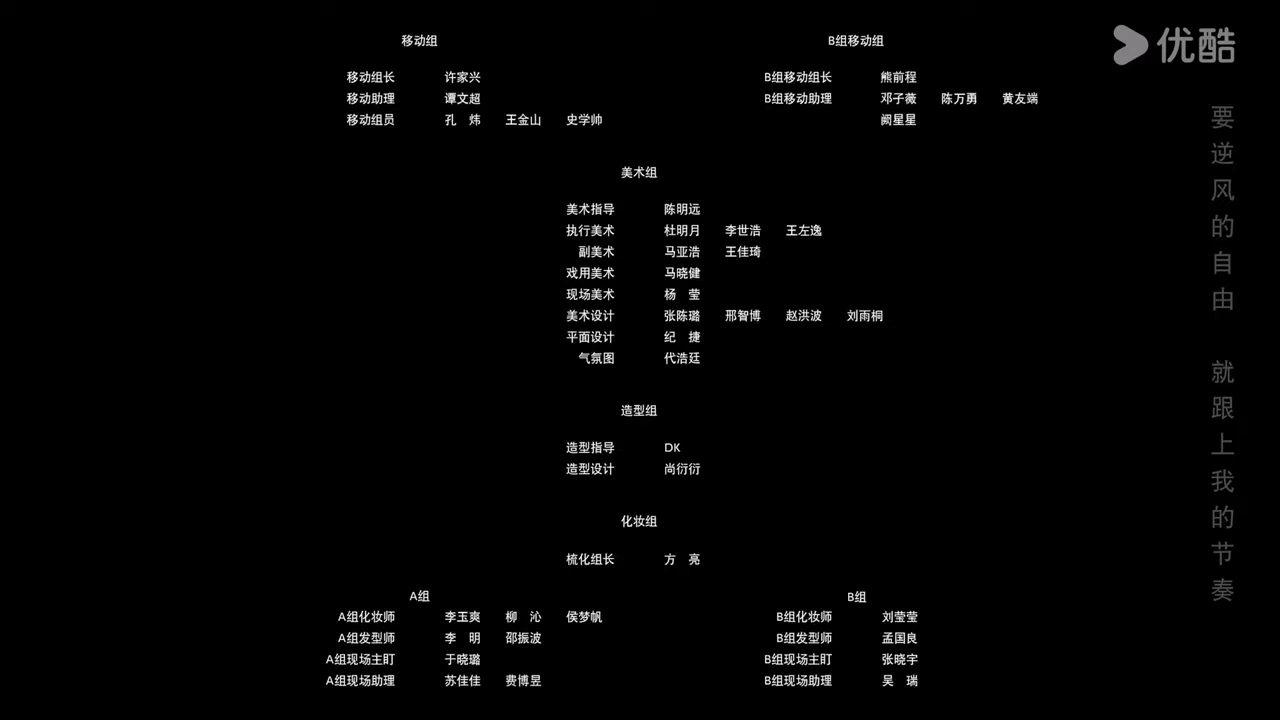 移动组
移动组长 许家兴
移动助理 谭文超
移动组员 孔 炜 王金山 史学帅
B组移动组
B组移动组长 熊前程
B组移动助理 邓子薇 陈万勇 黄友端
阙星星
美术组
美术指导 陈明远
执行美术 杜明月 李世浩 王左逸
副美术 马亚浩 王佳琦
戏用美术 马晓健
现场美术 杨 莹
美术设计 张陈璐 邢智博 赵洪波 刘雨桐
平面设计 纪 捷
气氛图 代浩廷
造型组
造型指导 DK
造型设计 尚衍衍
化妆组
梳化组长 方 亮
A组
A组化妆师 李玉爽 柳 沁 侯梦帆
A组发型师 李 明 邵振波
A组现场主盯 于晓璐
A组现场助理 苏佳佳 费博昱
B组
B组化妆师 刘莹莹
B组发型师 孟国良
B组现场主盯 张晓宇
B组现场助理 吴 瑞
优酷
要逆风的自由 就跟上我的节奏